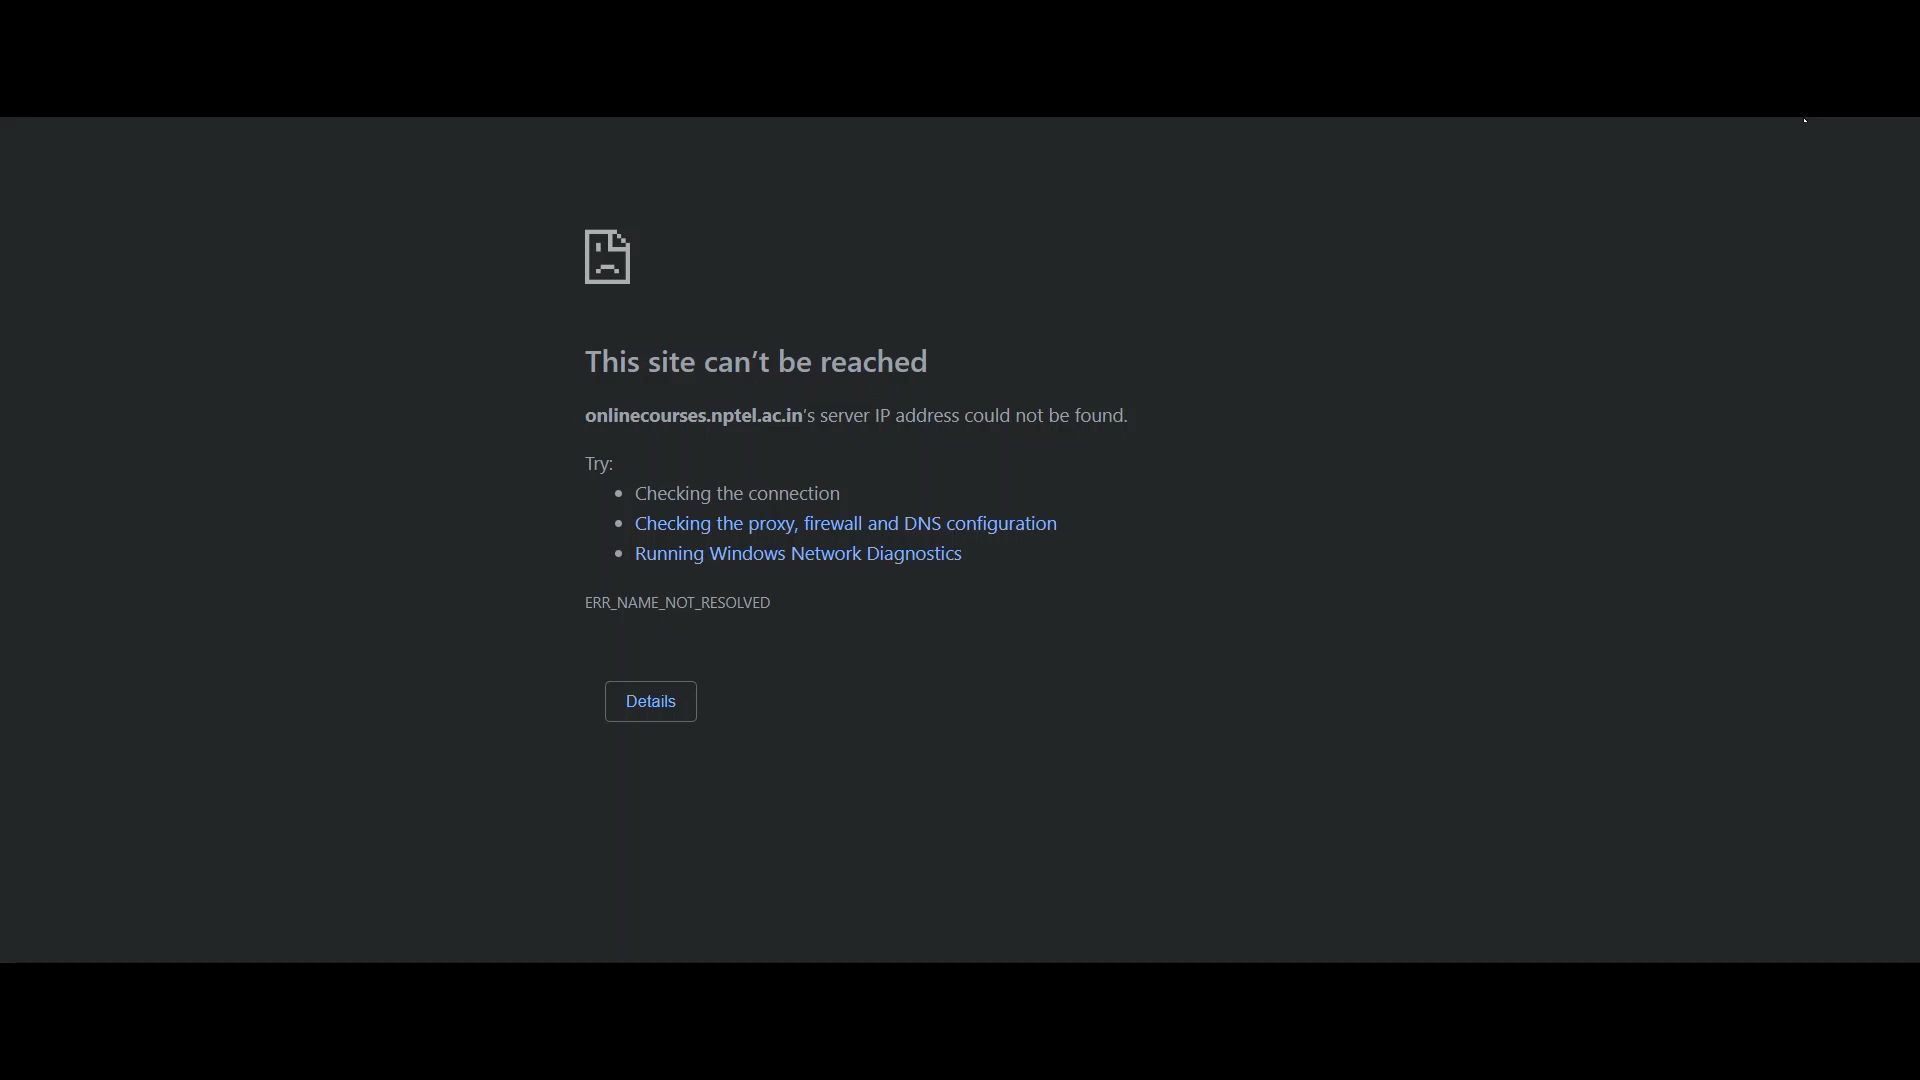 This site can’t be reached
onlinecourses.nptel.ac.in’s server IP address could not be found.
Try:
Checking the connection
Checking the proxy, firewall and DNS configuration
Running Windows Network Diagnostics
ERR_NAME_NOT_RESOLVED
Details